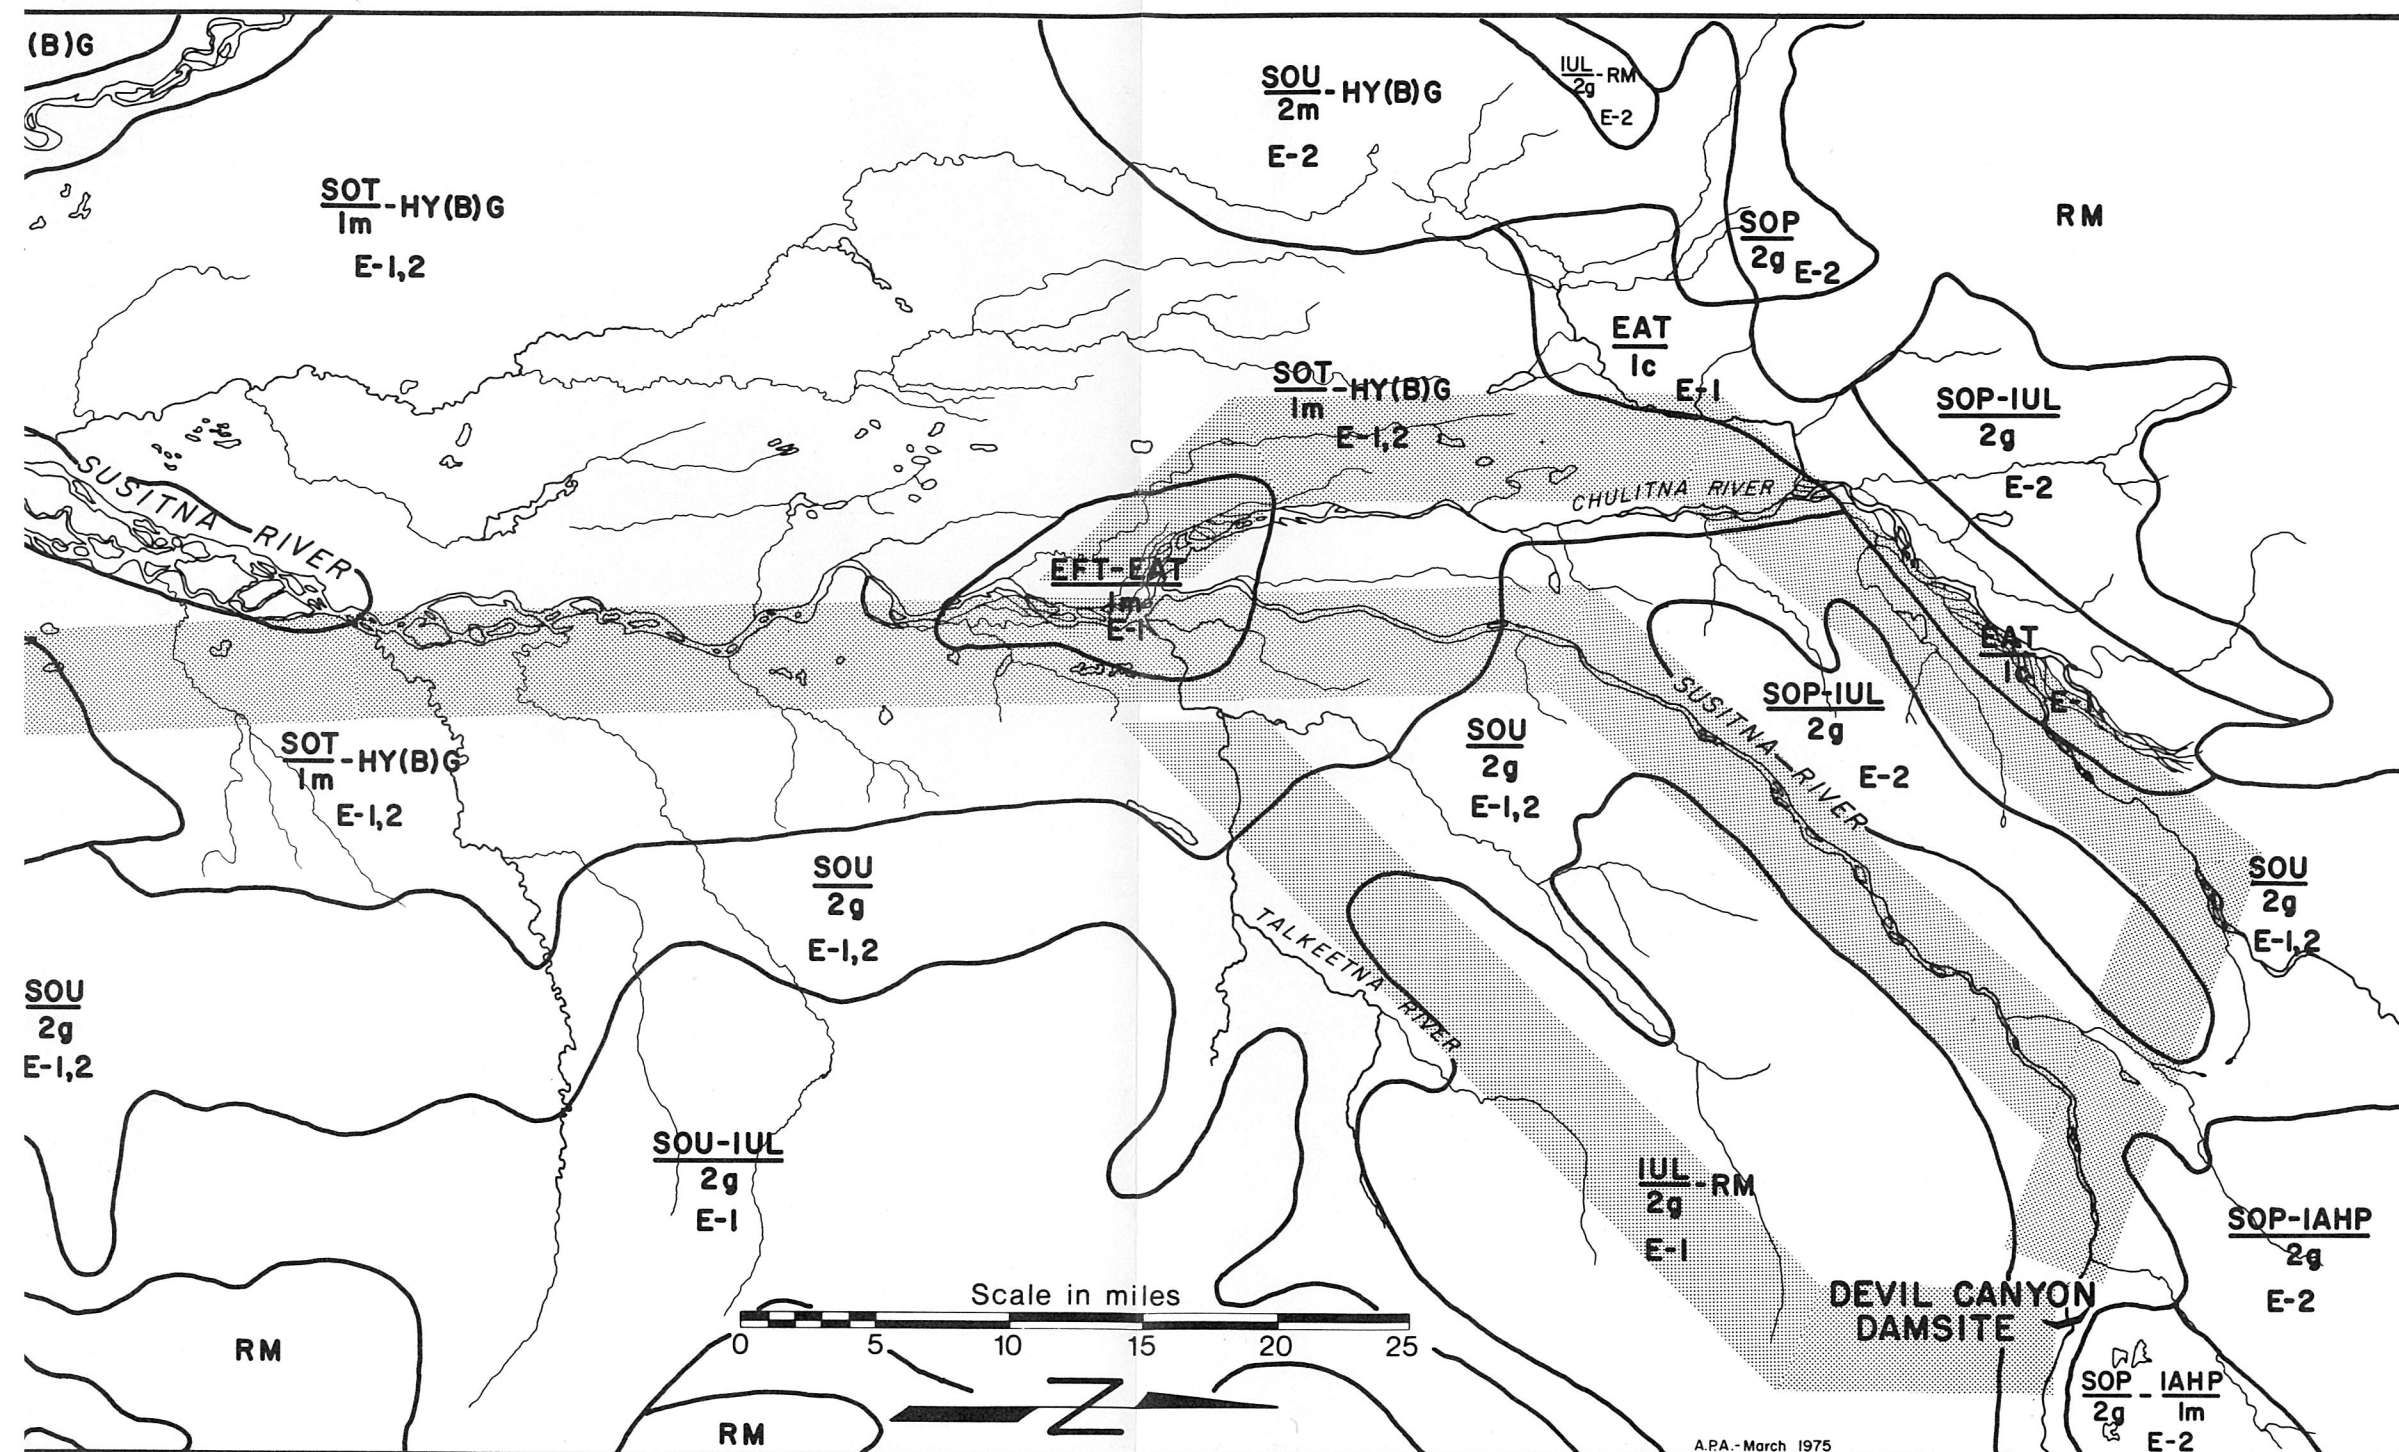 (B)G
SOU
2m
-HY(B)G
E-2
IUL
2g
-RM
E-2
SOT
1m
-HY(B)G
E-1,2
SOP
2g
E-2
RM
EAT
1c
E-1
SOT
1m
-HY(B)G
E-1,2
SOP-IUL
2g
E-2
SUSITNA RIVER
CHULITNA RIVER
EFT-EAT
1m
E-1
EAT
1c
E-1
SUSITNA RIVER
SOP-IUL
2g
E-2
SOT
1m
-HY(B)G
E-1,2
SOU
2g
E-1,2
SOU
2g
E-1,2
SOU
2g
E-1,2
TALKEETNA RIVER
SOU
2g
E-1,2
SOU-IUL
2g
E-1
IUL
2g
-RM
E-1
SOP-IAHP
2g
E-2
DEVIL CANYON
DAMSITE
Scale in miles
0 5 10 15 20 25
RM
RM
N
SOP
2g
-
IAHP
1m
E-2
A.P.A.-March 1975